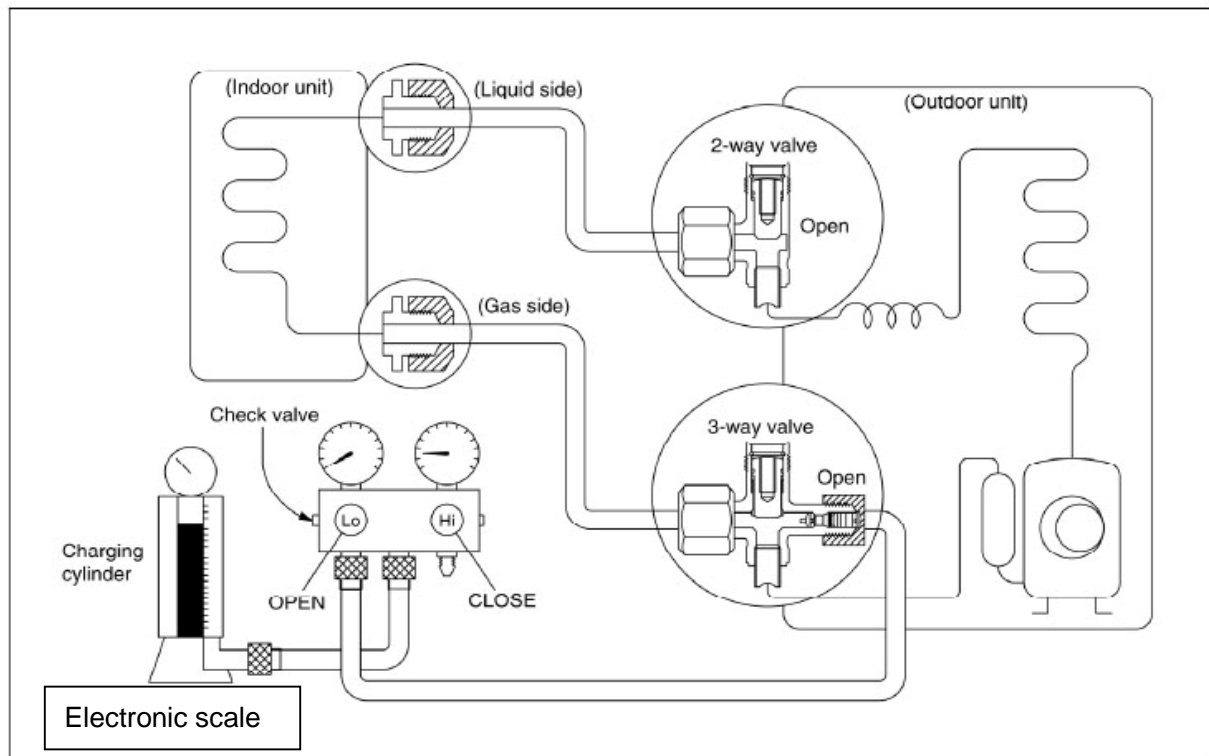 (Indoor unit)
(Liquid side)
(Outdoor unit)
2-way valve
Open
(Gas side)
Check valve
3-way valve
Open
Lo
Hi
Charging
cylinder
OPEN
CLOSE
Electronic scale